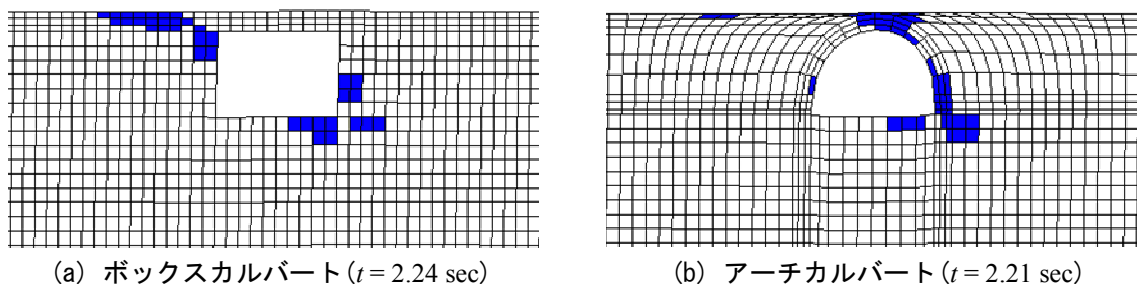 (a) ボックスカルバート(t = 2.24 sec)
(b) アーチカルバート(t = 2.21 sec)